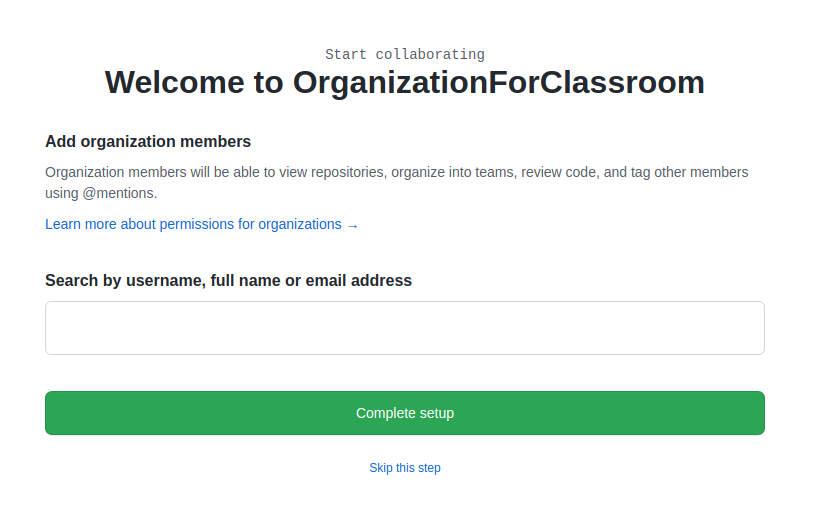 Start collaborating
Welcome to OrganizationForClassroom
Add organization members
Organization members will be able to view repositories, organize into teams, review code, and tag other members
using @mentions.
Learn more about permissions for organizations →
Search by username, full name or email address
Complete setup
Skip this step